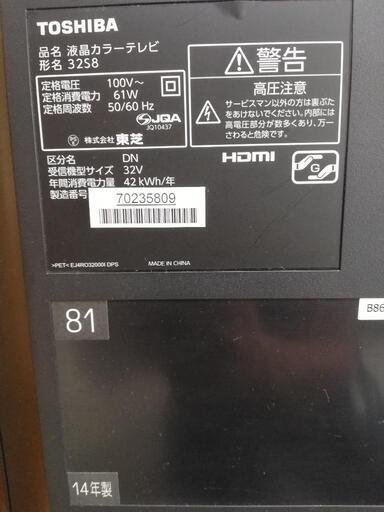 TOSHIBA
品名 液晶カラーテレビ
形名 32S8
定格電圧 100V～
定格消費電力 61W
定格周波数 50/60 Hz
JQA
JQ10437
株式会社 東芝
区分名 DN
受信機型サイズ 32V
年間消費電力量 42 kWh/年
製造番号
70235809
>PET< EJ4RO32000I DPS MADE IN CHINA
警告
高圧注意
サービスマン以外の方は裏ぶた
をあけないでください。内部には
高電圧部分が数多くあり、万一
さわると危険です。
HDMI
G
81
B86
14年製